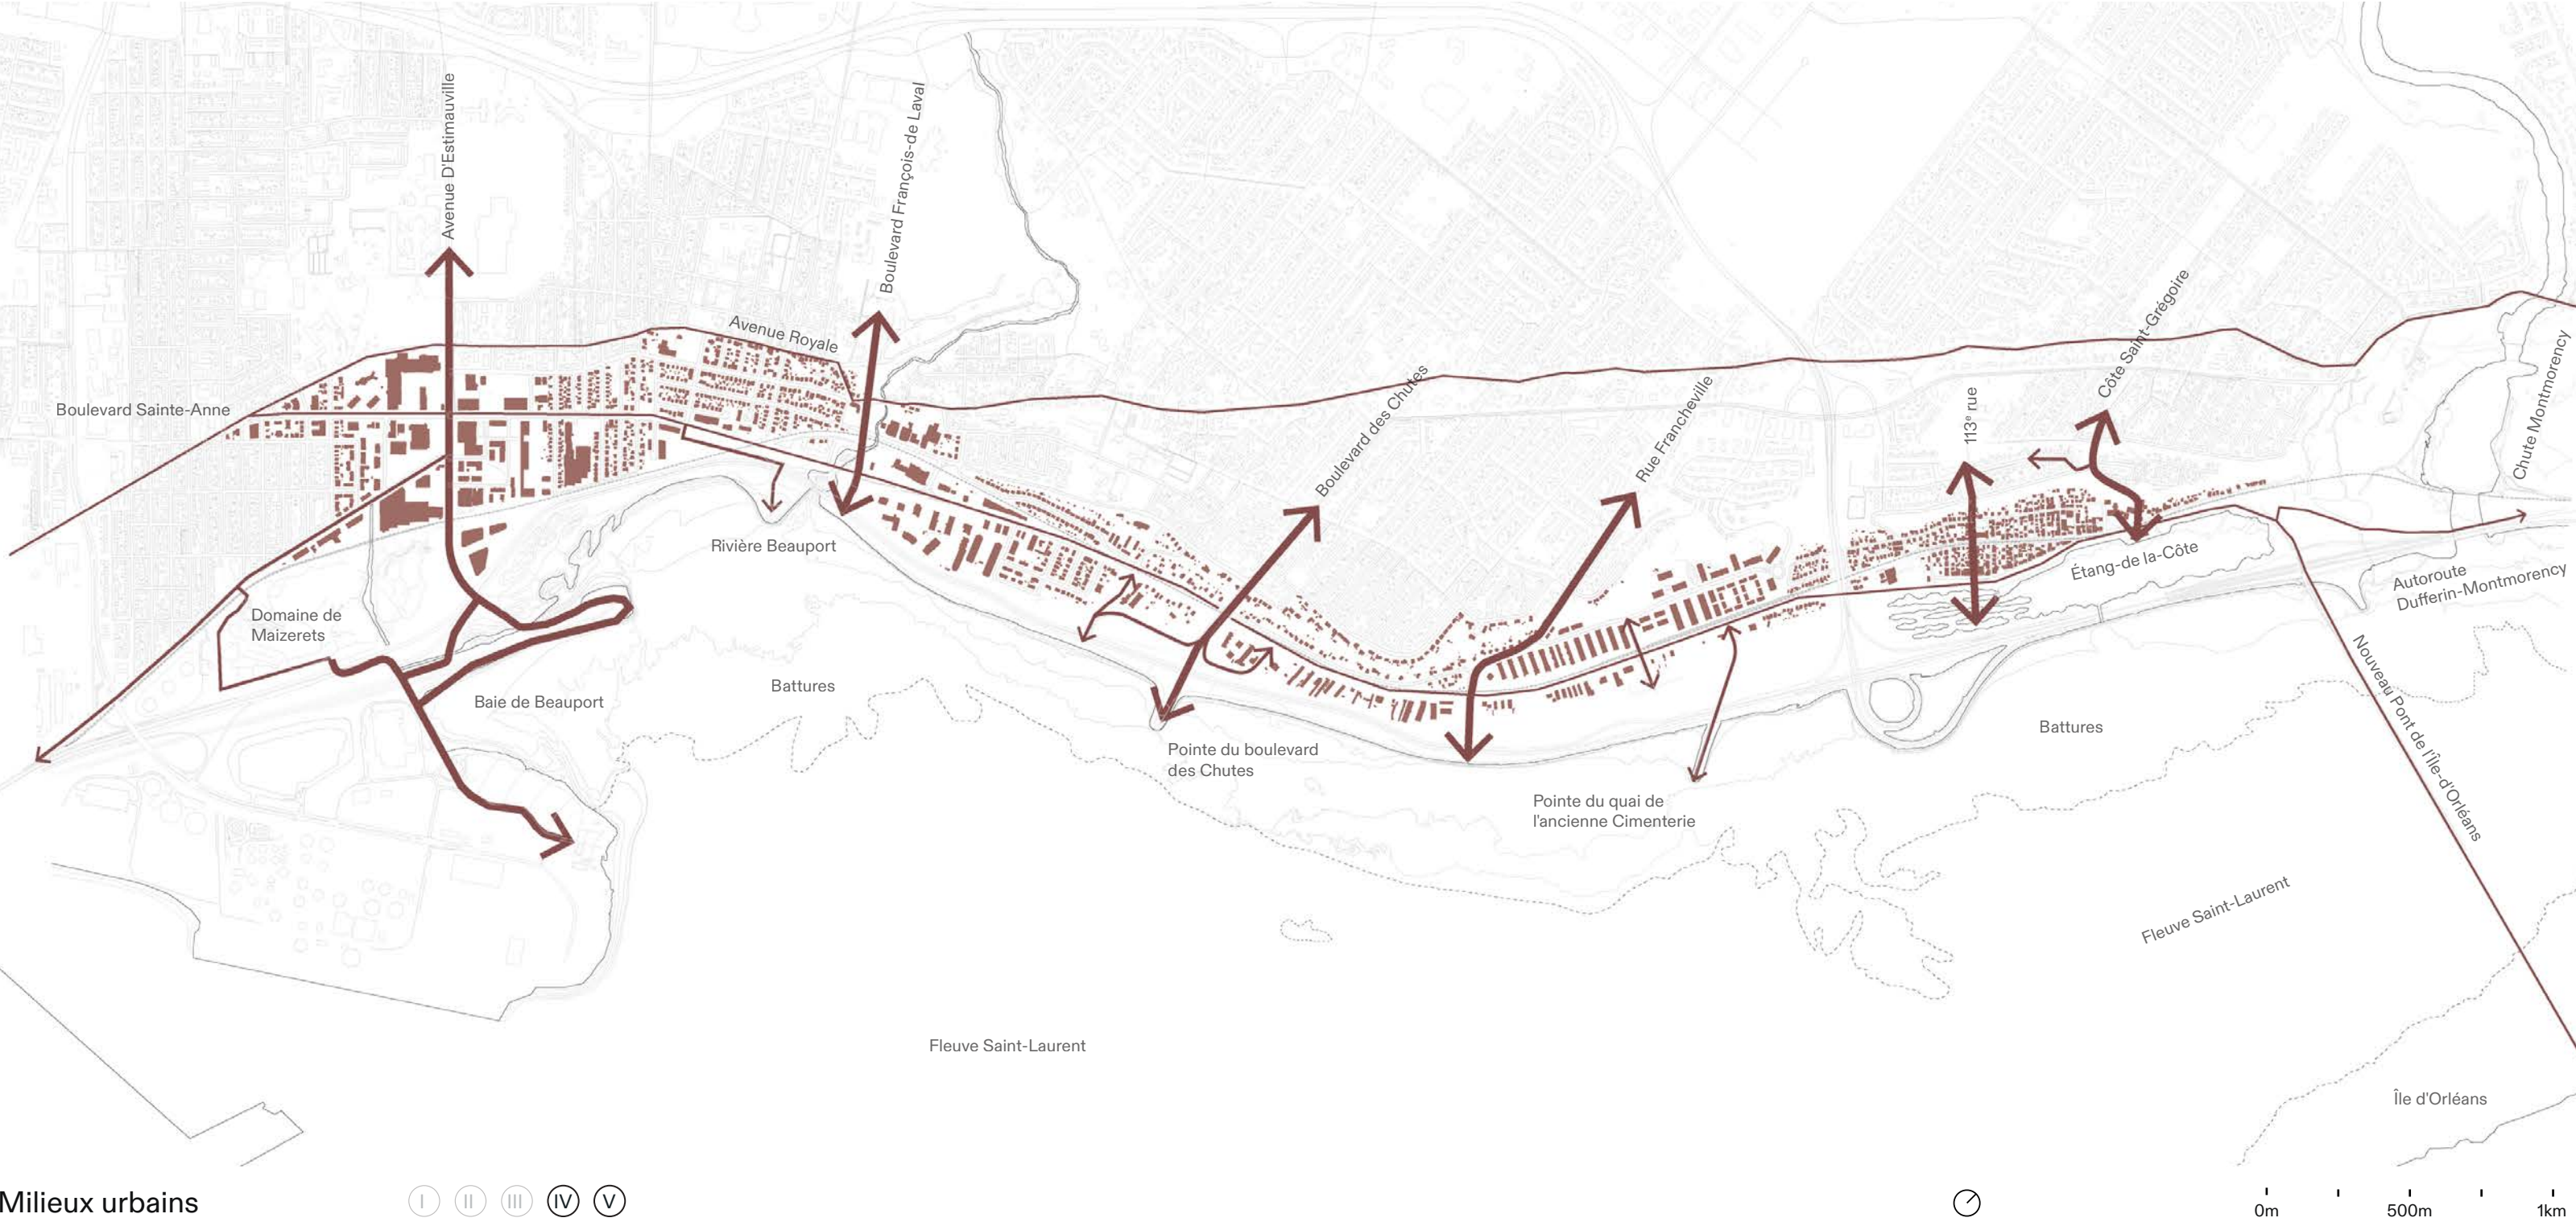 Avenue D'Estimauville
Boulevard François-de Laval
Avenue Royale
Boulevard Sainte-Anne
Boulevard des Chutes
Rue Francheville
113e rue
Côte Saint-Grégoire
Chute Montmorency
Rivière Beauport
Étang-de la-Côte
Autoroute
Dufferin-Montmorency
Domaine de
Maizerets
Baie de Beauport
Battures
Pointe du boulevard
des Chutes
Pointe du quai de
l'ancienne Cimenterie
Battures
Nouveau Pont de l'Île-d'Orléans
Fleuve Saint-Laurent
Fleuve Saint-Laurent
Île d'Orléans
Milieux urbains
I II III IV V
0m 500m 1km